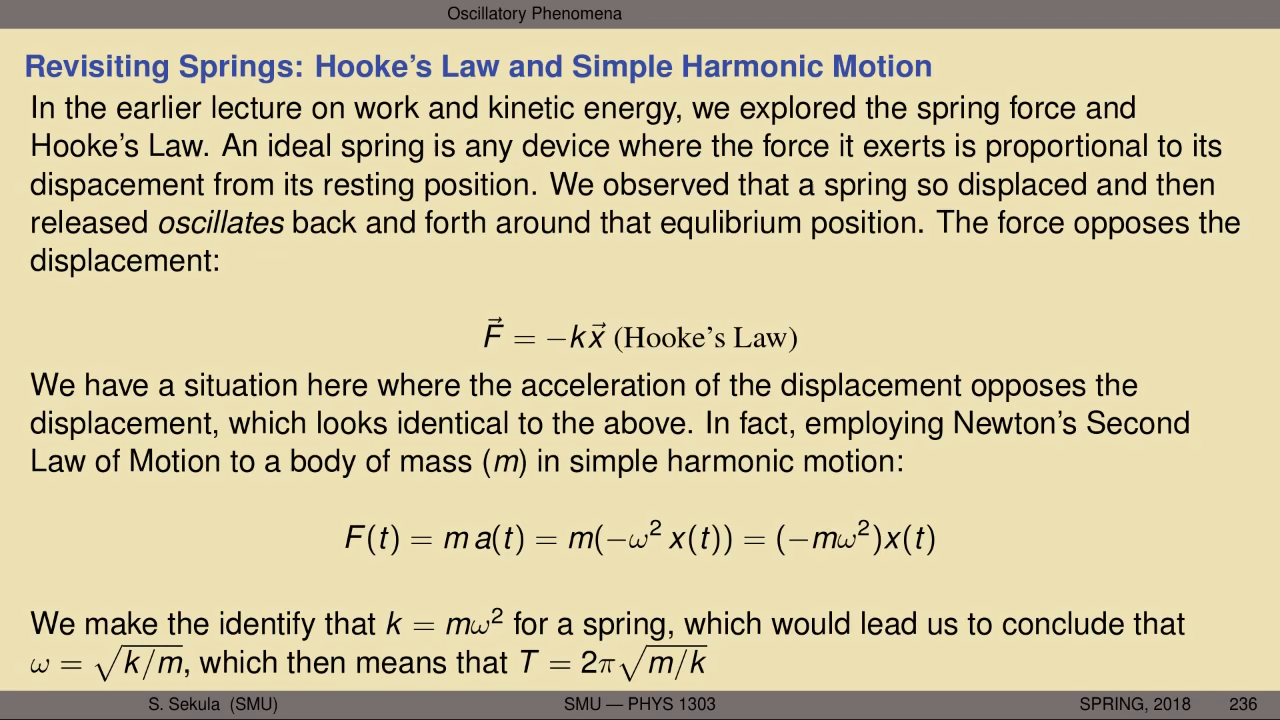 Oscillatory Phenomena
Revisiting Springs: Hooke's Law and Simple Harmonic Motion
In the earlier lecture on work and kinetic energy, we explored the spring force and
Hooke's Law. An ideal spring is any device where the force it exerts is proportional to its
dispacement from its resting position. We observed that a spring so displaced and then
released oscillates back and forth around that equlibrium position. The force opposes the
displacement:
F⃗ = −kx⃗ (Hooke's Law)
We have a situation here where the acceleration of the displacement opposes the
displacement, which looks identical to the above. In fact, employing Newton's Second
Law of Motion to a body of mass (m) in simple harmonic motion:
F(t) = m a(t) = m(−ω² x(t)) = (−mω²)x(t)
We make the identify that k = mω² for a spring, which would lead us to conclude that
ω = √(k/m), which then means that T = 2π√(m/k)
S. Sekula (SMU) SMU — PHYS 1303 SPRING, 2018 236